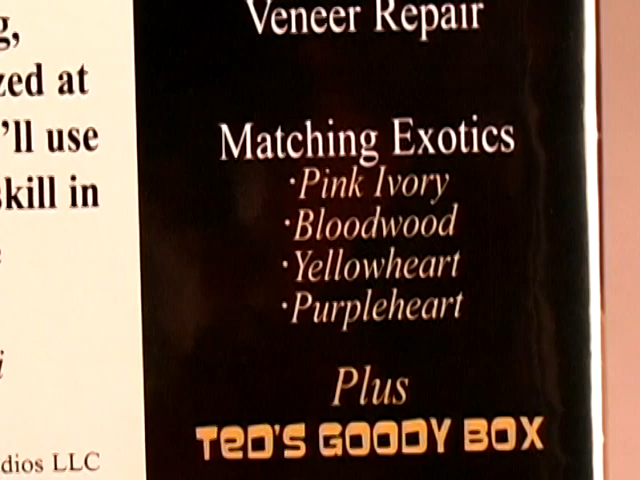 g,
zed at
'll use
skill in
i
dios LLC
Veneer Repair
Matching Exotics
·Pink Ivory
·Bloodwood
·Yellowheart
·Purpleheart
Plus
TeD'S GOODY BOX